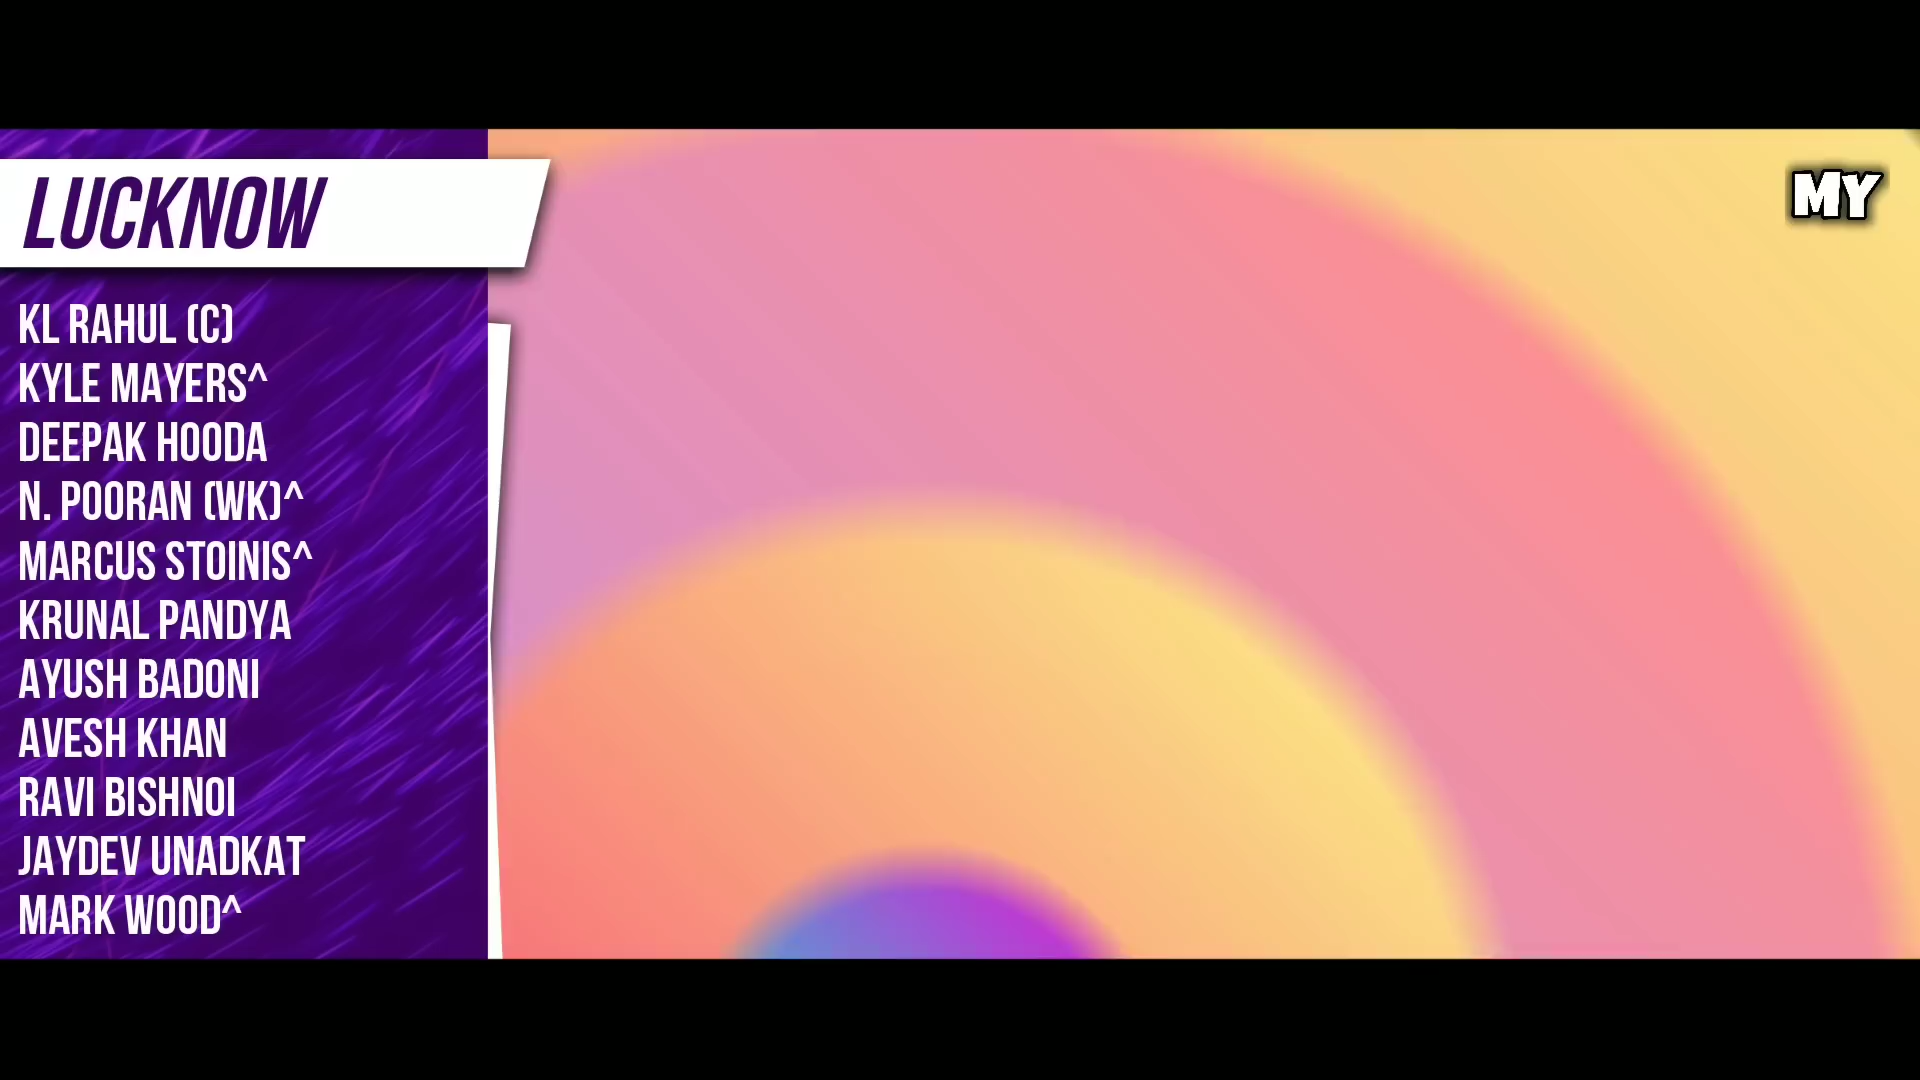 LUCKNOW
MY
KL RAHUL (C)
KYLE MAYERS^
DEEPAK HOODA
N. POORAN (WK)^
MARCUS STOINIS^
KRUNAL PANDYA
AYUSH BADONI
AVESH KHAN
RAVI BISHNOI
JAYDEV UNADKAT
MARK WOOD^